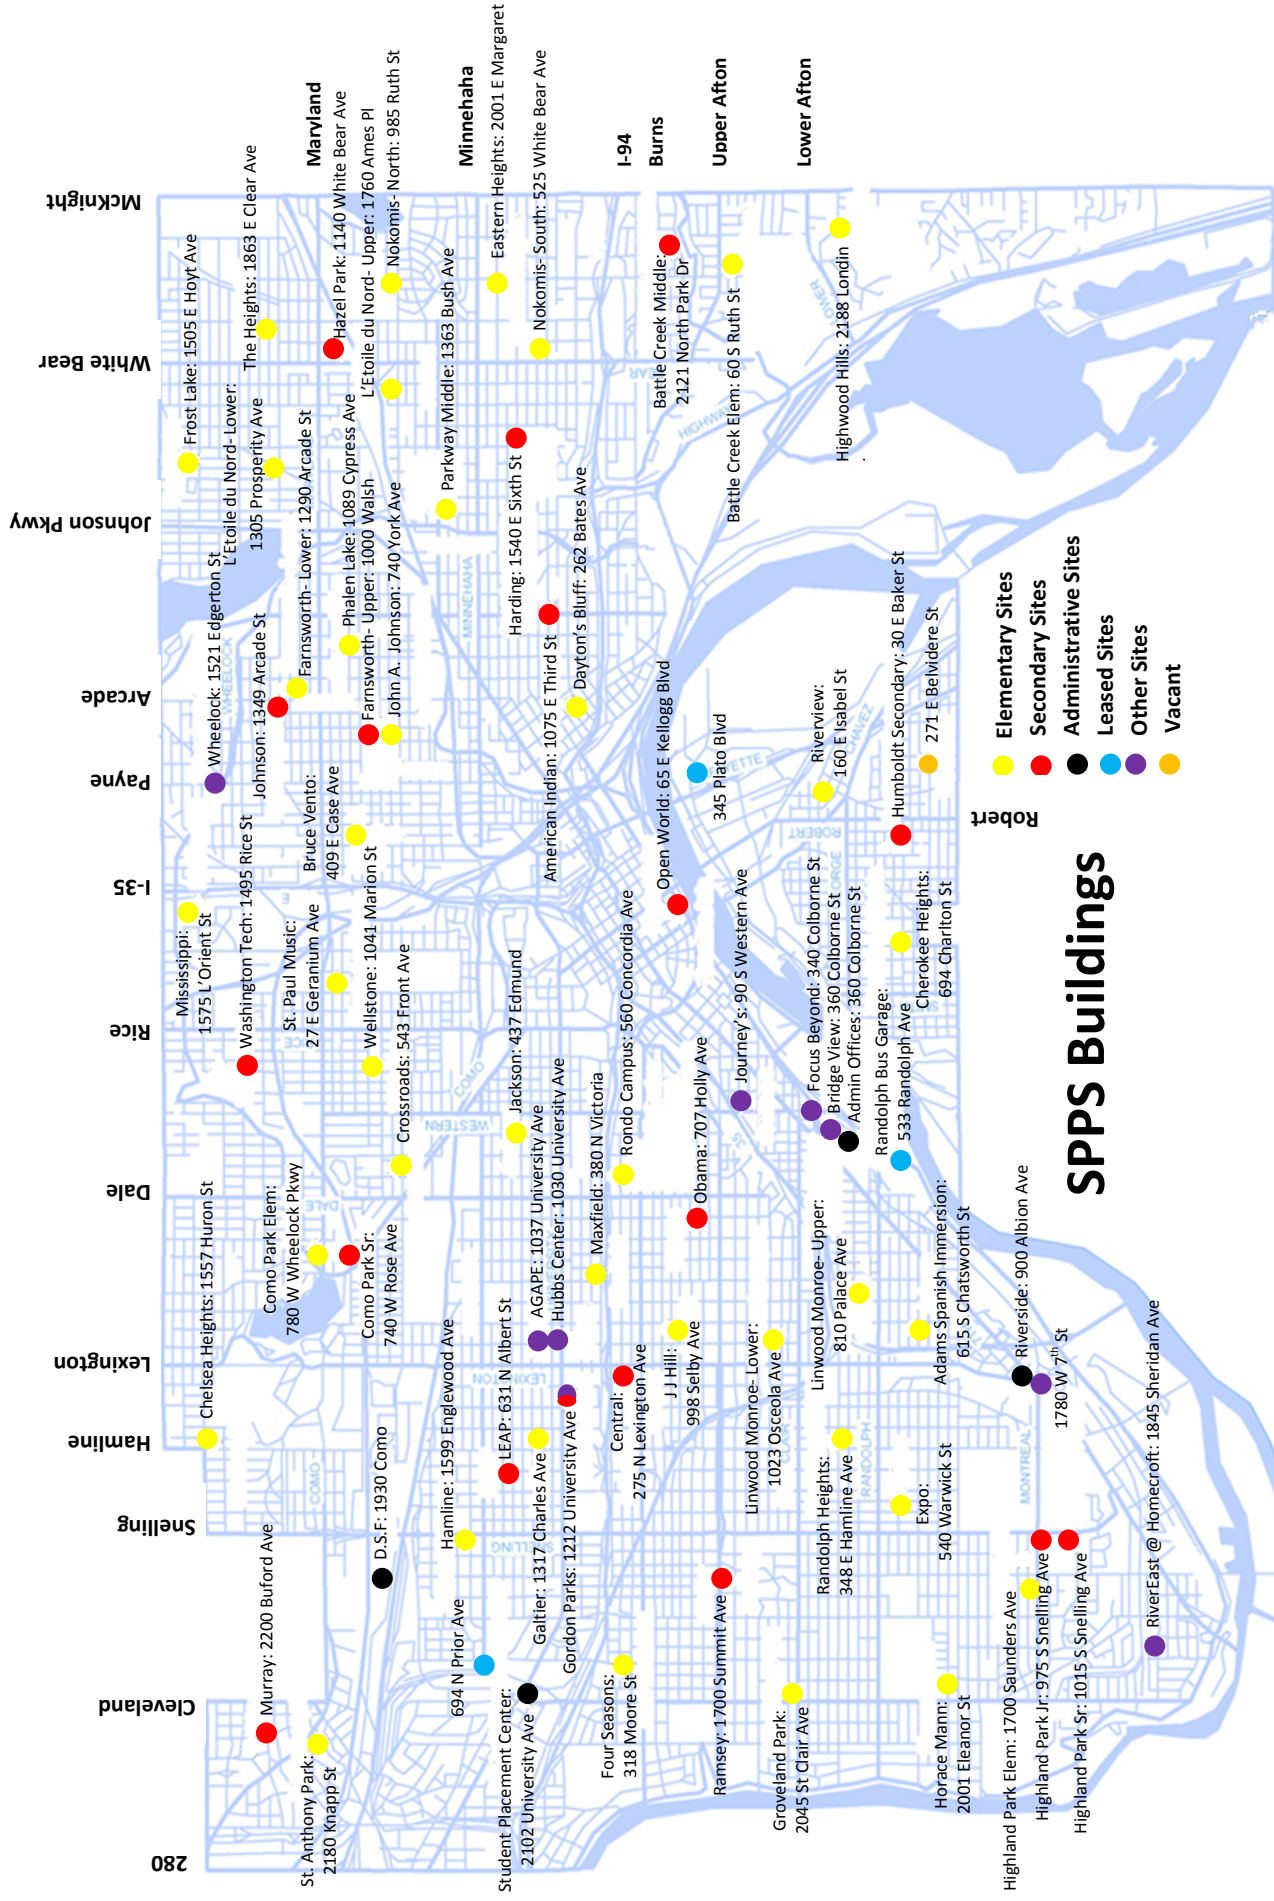 280
Cleveland
Snelling
Hamline
Lexington
Dale
Rice
I-35
Payne
Arcade
Johnson Pkwy
White Bear
McKnight
Robert
Maryland
Minnehaha
I-94
Burns
Upper Afton
Lower Afton
Murray: 2200 Buford Ave
St. Anthony Park:
2180 Knapp St
D.S.F: 1930 Como
Chelsea Heights: 1557 Huron St
Como Park Elem:
780 W Wheelock Pkwy
Como Park Sr:
740 W Rose Ave
Mississippi:
1575 L’Orient St
Washington Tech: 1495 Rice St
St. Paul Music:
27 E Geranium Ave
Wellstone: 1041 Marion St
Crossroads: 543 Front Ave
Bruce Vento:
409 E Case Ave
Wheelock: 1521 Edgerton St
Johnson: 1349 Arcade St
Farnsworth- Lower: 1290 Arcade St
Phalen Lake: 1089 Cypress Ave
Farnsworth- Upper: 1000 Walsh
John A. Johnson: 740 York Ave
Frost Lake: 1505 E Hoyt Ave
L’Etoile du Nord- Lower:
1305 Prosperity Ave
The Heights: 1863 E Clear Ave
Hazel Park: 1140 White Bear Ave
L’Etoile du Nord- Upper: 1760 Ames Pl
Nokomis- North: 985 Ruth St
Parkway Middle: 1363 Bush Ave
Eastern Heights: 2001 E Margaret
Nokomis- South: 525 White Bear Ave
Harding: 1540 E Sixth St
American Indian: 1075 E Third St
Dayton’s Bluff: 262 Bates Ave
Battle Creek Middle:
2121 North Park Dr
Battle Creek Elem: 60 S Ruth St
Highwood Hills: 2188 Londin
.
694 N Prior Ave
Student Placement Center:
2102 University Ave
Hamline: 1599 Englewood Ave
LEAP: 631 N Albert St
Galtier: 1317 Charles Ave
Gordon Parks: 1212 University Ave
AGAPE: 1037 University Ave
Hubbs Center: 1030 University Ave
Jackson: 437 Edmund
Maxfield: 380 N Victoria
Rondo Campus: 560 Concordia Ave
Four Seasons:
318 Moore St
Central:
275 N Lexington Ave
J J Hill:
998 Selby Ave
Obama: 707 Holly Ave
Open World: 65 E Kellogg Blvd
345 Plato Blvd
Ramsey: 1700 Summit Ave
Groveland Park:
2045 St Clair Ave
Linwood Monroe- Lower:
1023 Osceola Ave
Linwood Monroe- Upper:
810 Palace Ave
Randolph Heights:
348 E Hamline Ave
Expo:
540 Warwick St
Journey’s: 90 S Western Ave
Focus Beyond: 340 Colborne St
Bridge View: 360 Colborne St
Admin Offices: 360 Colborne St
Randolph Bus Garage:
533 Randolph Ave
Riverview:
160 E Isabel St
Humboldt Secondary: 30 E Baker St
Cherokee Heights:
694 Charlton St
271 E Belvidere St
Adams Spanish Immersion:
615 S Chatsworth St
Riverside: 900 Albion Ave
1780 W 7th St
Horace Mann:
2001 Eleanor St
Highland Park Elem: 1700 Saunders Ave
Highland Park Jr: 975 S Snelling Ave
Highland Park Sr: 1015 S Snelling Ave
RiverEast @ Homecroft: 1845 Sheridan Ave
COMO
DALE
WHEELOCK
COMO
WESTERN
LEXINGTON
SNELLING
MINNEHAHA
HIGHWAY
LOWER
35
ROBERT
CHAVEZ
RANDOLPH
MONTREAL
SPPS Buildings
Elementary Sites
Secondary Sites
Administrative Sites
Leased Sites
Other Sites
Vacant